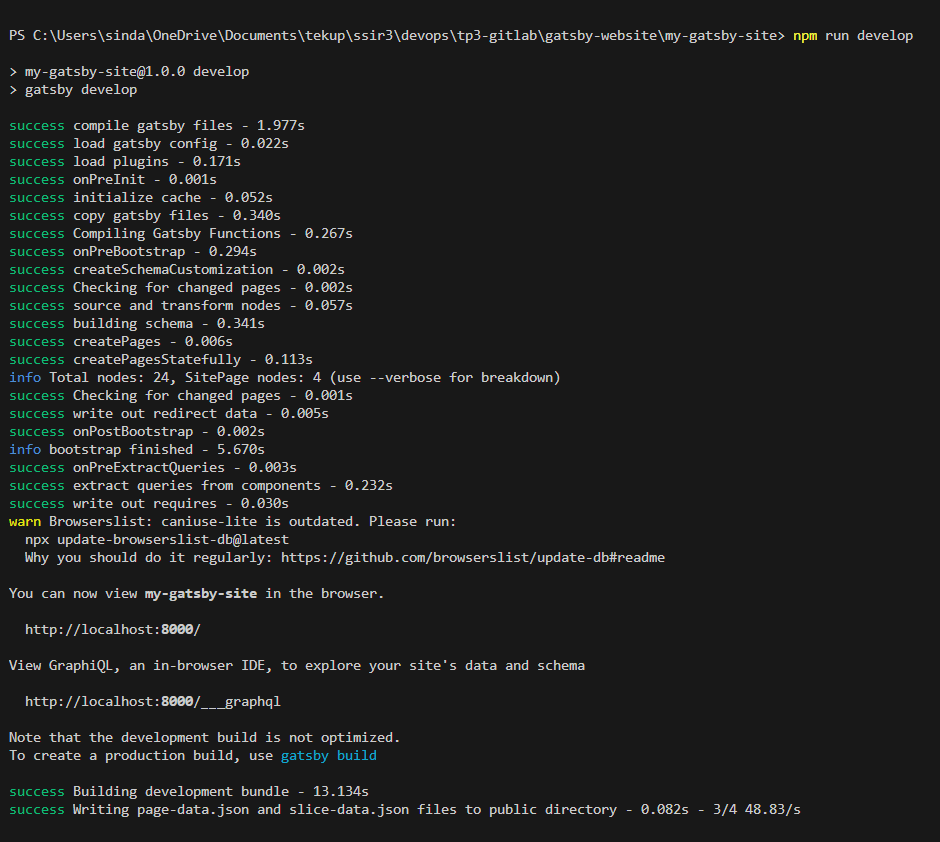 PS C:\Users\sinda\OneDrive\Documents\tekup\ssir3\devops\tp3-gitlab\gatsby-website\my-gatsby-site> npm run develop
> my-gatsby-site@1.0.0 develop
> gatsby develop
success compile gatsby files - 1.977s
success load gatsby config - 0.022s
success load plugins - 0.171s
success onPreInit - 0.001s
success initialize cache - 0.052s
success copy gatsby files - 0.340s
success Compiling Gatsby Functions - 0.267s
success onPreBootstrap - 0.294s
success createSchemaCustomization - 0.002s
success Checking for changed pages - 0.002s
success source and transform nodes - 0.057s
success building schema - 0.341s
success createPages - 0.006s
success createPagesStatefully - 0.113s
info Total nodes: 24, SitePage nodes: 4 (use --verbose for breakdown)
success Checking for changed pages - 0.001s
success write out redirect data - 0.005s
success onPostBootstrap - 0.002s
info bootstrap finished - 5.670s
success onPreExtractQueries - 0.003s
success extract queries from components - 0.232s
success write out requires - 0.030s
warn Browserslist: caniuse-lite is outdated. Please run:
  npx update-browserslist-db@latest
  Why you should do it regularly: https://github.com/browserslist/update-db#readme
You can now view my-gatsby-site in the browser.
  http://localhost:8000/
View GraphiQL, an in-browser IDE, to explore your site's data and schema
  http://localhost:8000/___graphql
Note that the development build is not optimized.
To create a production build, use gatsby build
success Building development bundle - 13.134s
success Writing page-data.json and slice-data.json files to public directory - 0.082s - 3/4 48.83/s